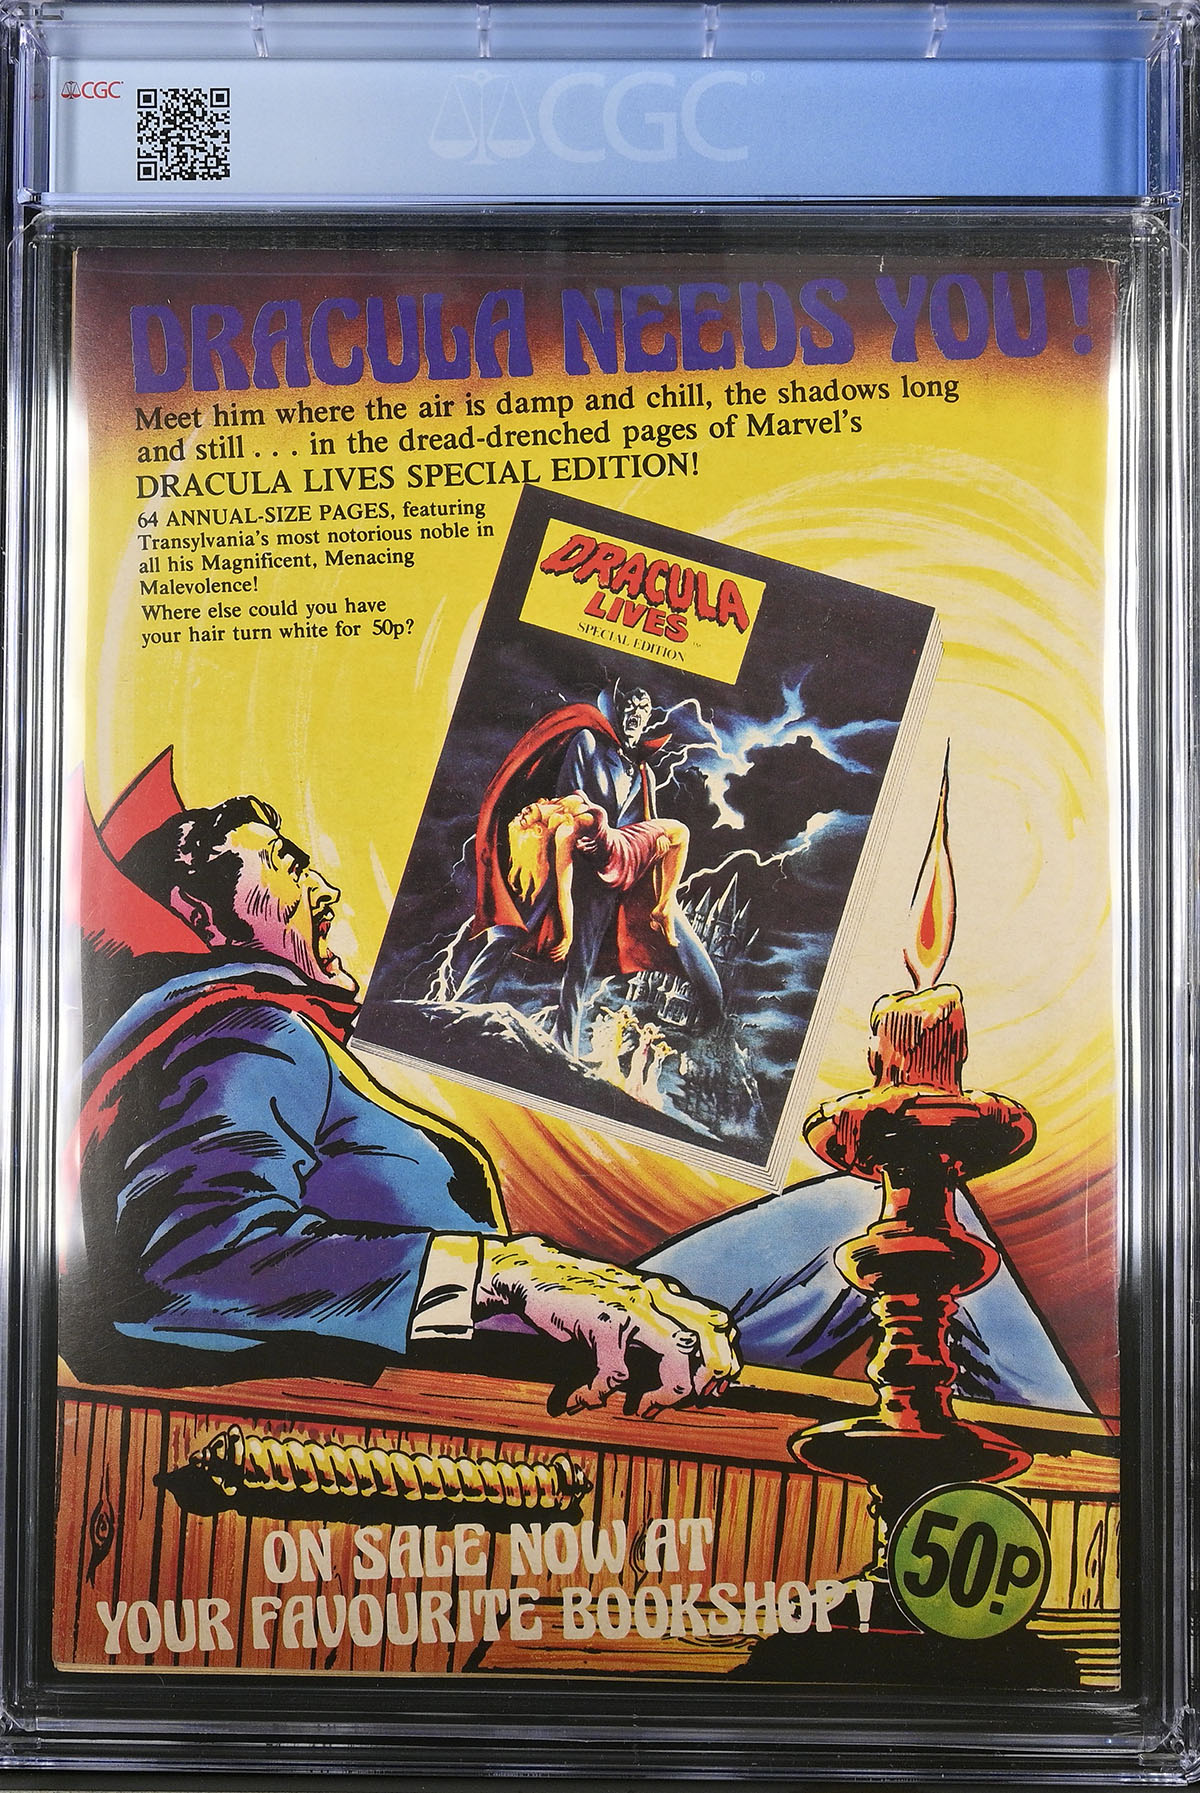 CGC
CGC
DRACULA NEEDS YOU!
Meet him where the air is damp and chill, the shadows long
and still . . . in the dread-drenched pages of Marvel's
DRACULA LIVES SPECIAL EDITION!
64 ANNUAL-SIZE PAGES, featuring
Transylvania's most notorious noble in
all his Magnificent, Menacing
Malevolence!
Where else could you have
your hair turn white for 50p?
DRACULA
LIVES
SPECIAL EDITION
ON SALE NOW AT
YOUR FAVOURITE BOOKSHOP!
50p